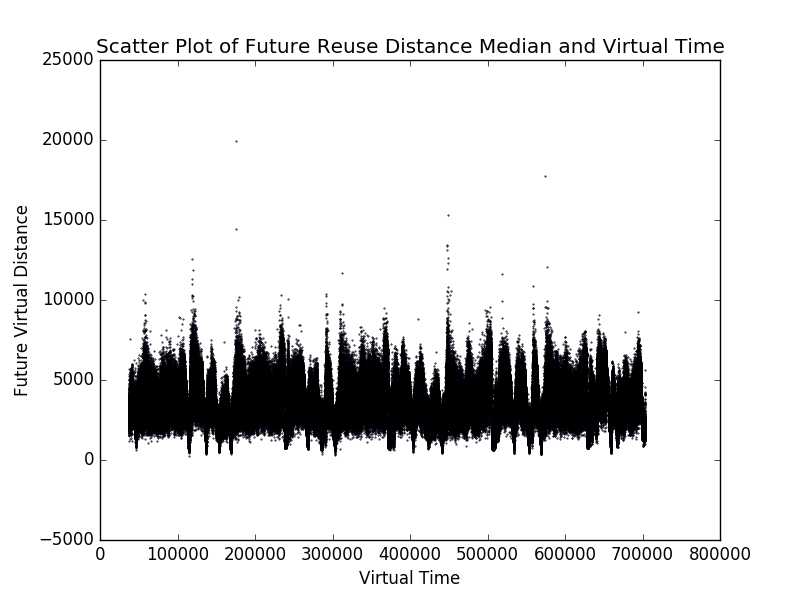 Scatter Plot of Future Reuse Distance Median and Virtual Time
25000
20000
15000
10000
5000
0
−5000
Future Virtual Distance
0 100000 200000 300000 400000 500000 600000 700000 800000
Virtual Time